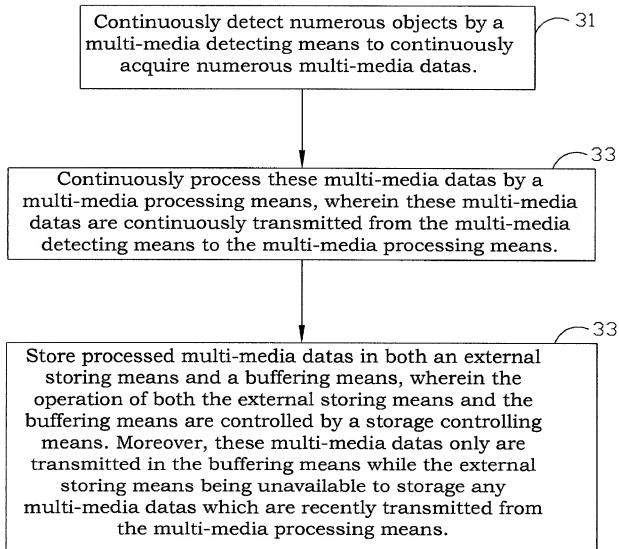 Continuously detect numerous objects by a
multi-media detecting means to continuously
acquire numerous multi-media datas.
31
Continuously process these multi-media datas by a
multi-media processing means, wherein these multi-media
datas are continuously transmitted from the multi-media
detecting means to the multi-media processing means.
33
Store processed multi-media datas in both an external
storing means and a buffering means, wherein the
operation of both the external storing means and the
buffering means are controlled by a storage controlling
means. Moreover, these multi-media datas only are
transmitted in the buffering means while the external
storing means being unavailable to storage any
multi-media datas which are recently transmitted from
the multi-media processing means.
33